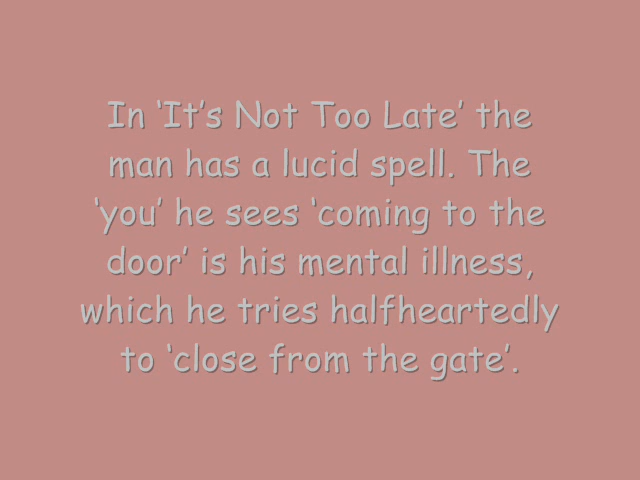 In ‘It’s Not Too Late’ the
man has a lucid spell. The
‘you’ he sees ‘coming to the
door’ is his mental illness,
which he tries halfheartedly
to ‘close from the gate’.